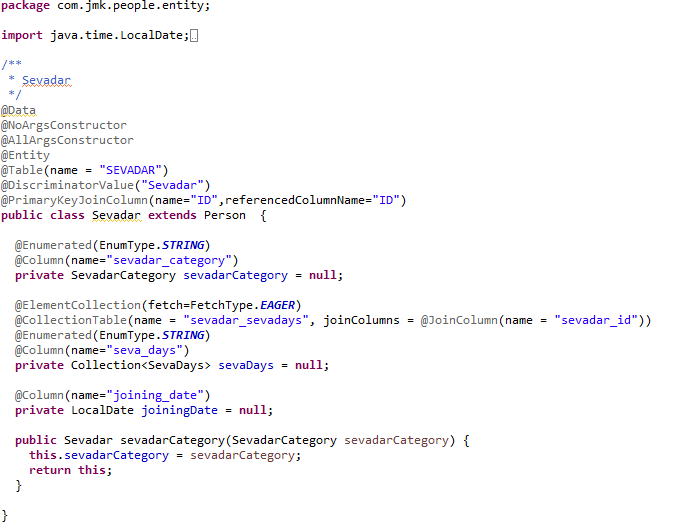 package com.jmk.people.entity;
import java.time.LocalDate;
/**
 * Sevadar
 */
@Data
@NoArgsConstructor
@AllArgsConstructor
@Entity
@Table(name = "SEVADAR")
@DiscriminatorValue("Sevadar")
@PrimaryKeyJoinColumn(name="ID",referencedColumnName="ID")
public class Sevadar extends Person  {
  @Enumerated(EnumType.STRING)
  @Column(name="sevadar_category")
  private SevadarCategory sevadarCategory = null;
  @ElementCollection(fetch=FetchType.EAGER)
  @CollectionTable(name = "sevadar_sevadays", joinColumns = @JoinColumn(name = "sevadar_id"))
  @Enumerated(EnumType.STRING)
  @Column(name="seva_days")
  private Collection<SevaDays> sevaDays = null;
  @Column(name="joining_date")
  private LocalDate joiningDate = null;
  public Sevadar sevadarCategory(SevadarCategory sevadarCategory) {
    this.sevadarCategory = sevadarCategory;
    return this;
  }
}